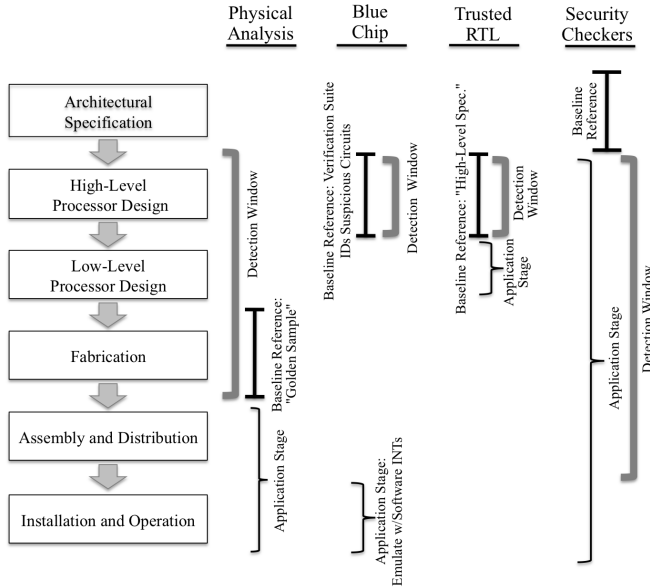 Physical
Analysis
Blue
Chip
Trusted
RTL
Security
Checkers
Architectural
Specification
High-Level
Processor Design
Low-Level
Processor Design
Fabrication
Assembly and Distribution
Installation and Operation
Detection Window
Baseline Reference:
"Golden Sample"
Application Stage
Baseline Reference: Verification Suite
IDs Suspicious Circuits
Detection Window
Application Stage:
Emulate w/Software INTs
Baseline Reference: "High-Level Spec."
Detection
Window
Application
Stage
Baseline
Reference
Application Stage
Detection Window